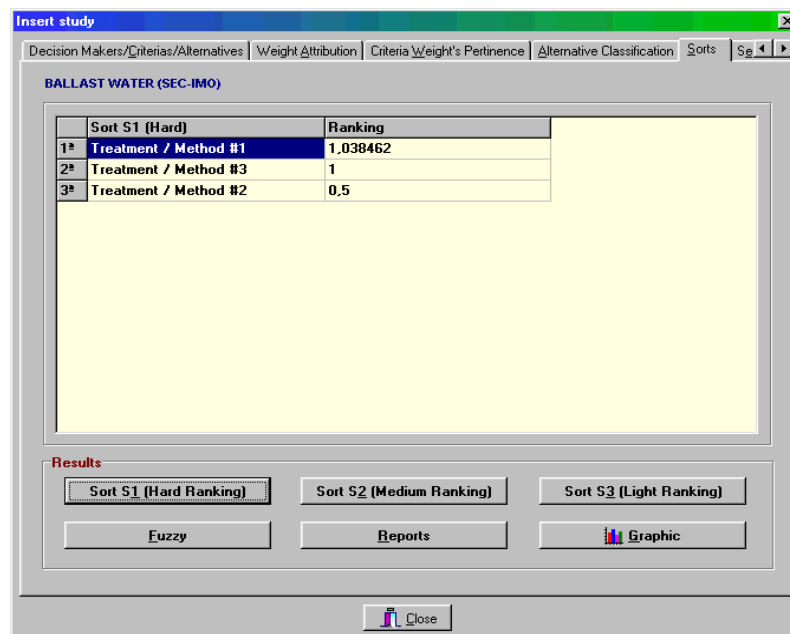 Insert study
Decision Makers/Criterias/Alternatives Weight Attribution Criteria Weight's Pertinence Alternative Classification Sorts Se
BALLAST WATER (SEC-IMO)
Sort S1 (Hard) Ranking
1ª Treatment / Method #1 1,038462
2ª Treatment / Method #3 1
3ª Treatment / Method #2 0,5
Results
Sort S1 (Hard Ranking) Sort S2 (Medium Ranking) Sort S3 (Light Ranking)
Fuzzy Reports Graphic
Close